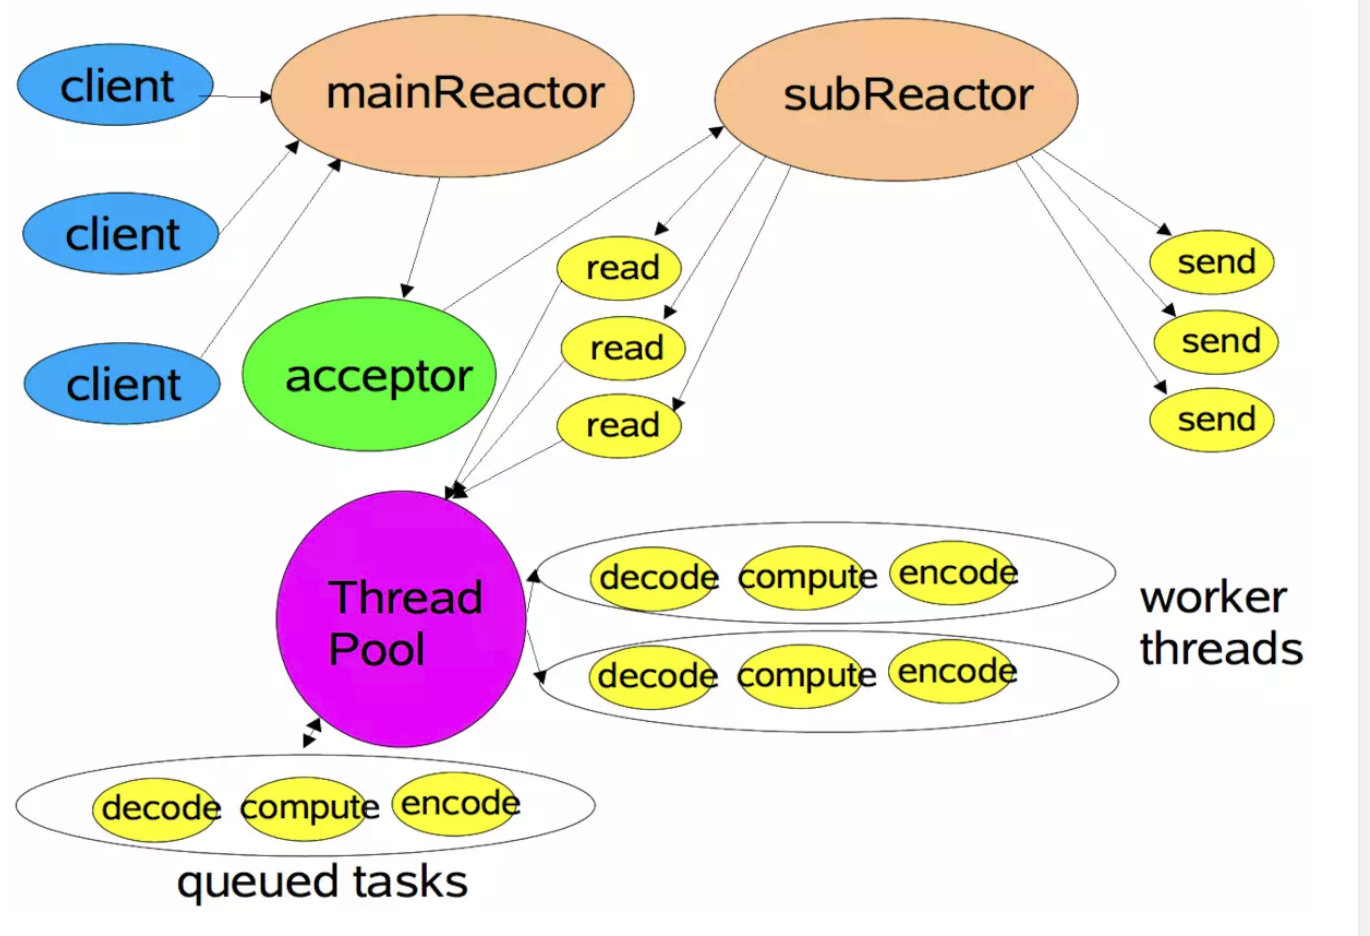 client
mainReactor
subReactor
client
client
acceptor
read
read
read
send
send
send
Thread
Pool
decode compute encode
decode compute encode
worker
threads
decode compute encode
queued tasks